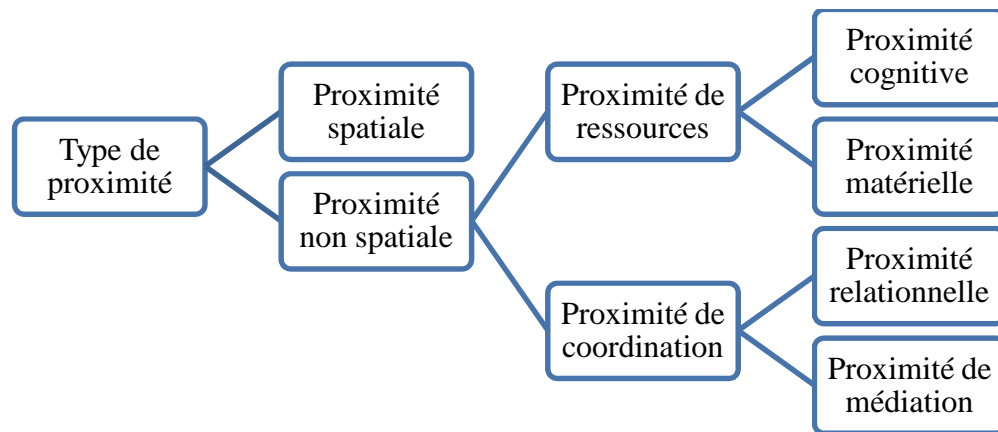 Type de
proximité
Proximité
spatiale
Proximité
non spatiale
Proximité de
ressources
Proximité de
coordination
Proximité
cognitive
Proximité
matérielle
Proximité
relationnelle
Proximité de
médiation